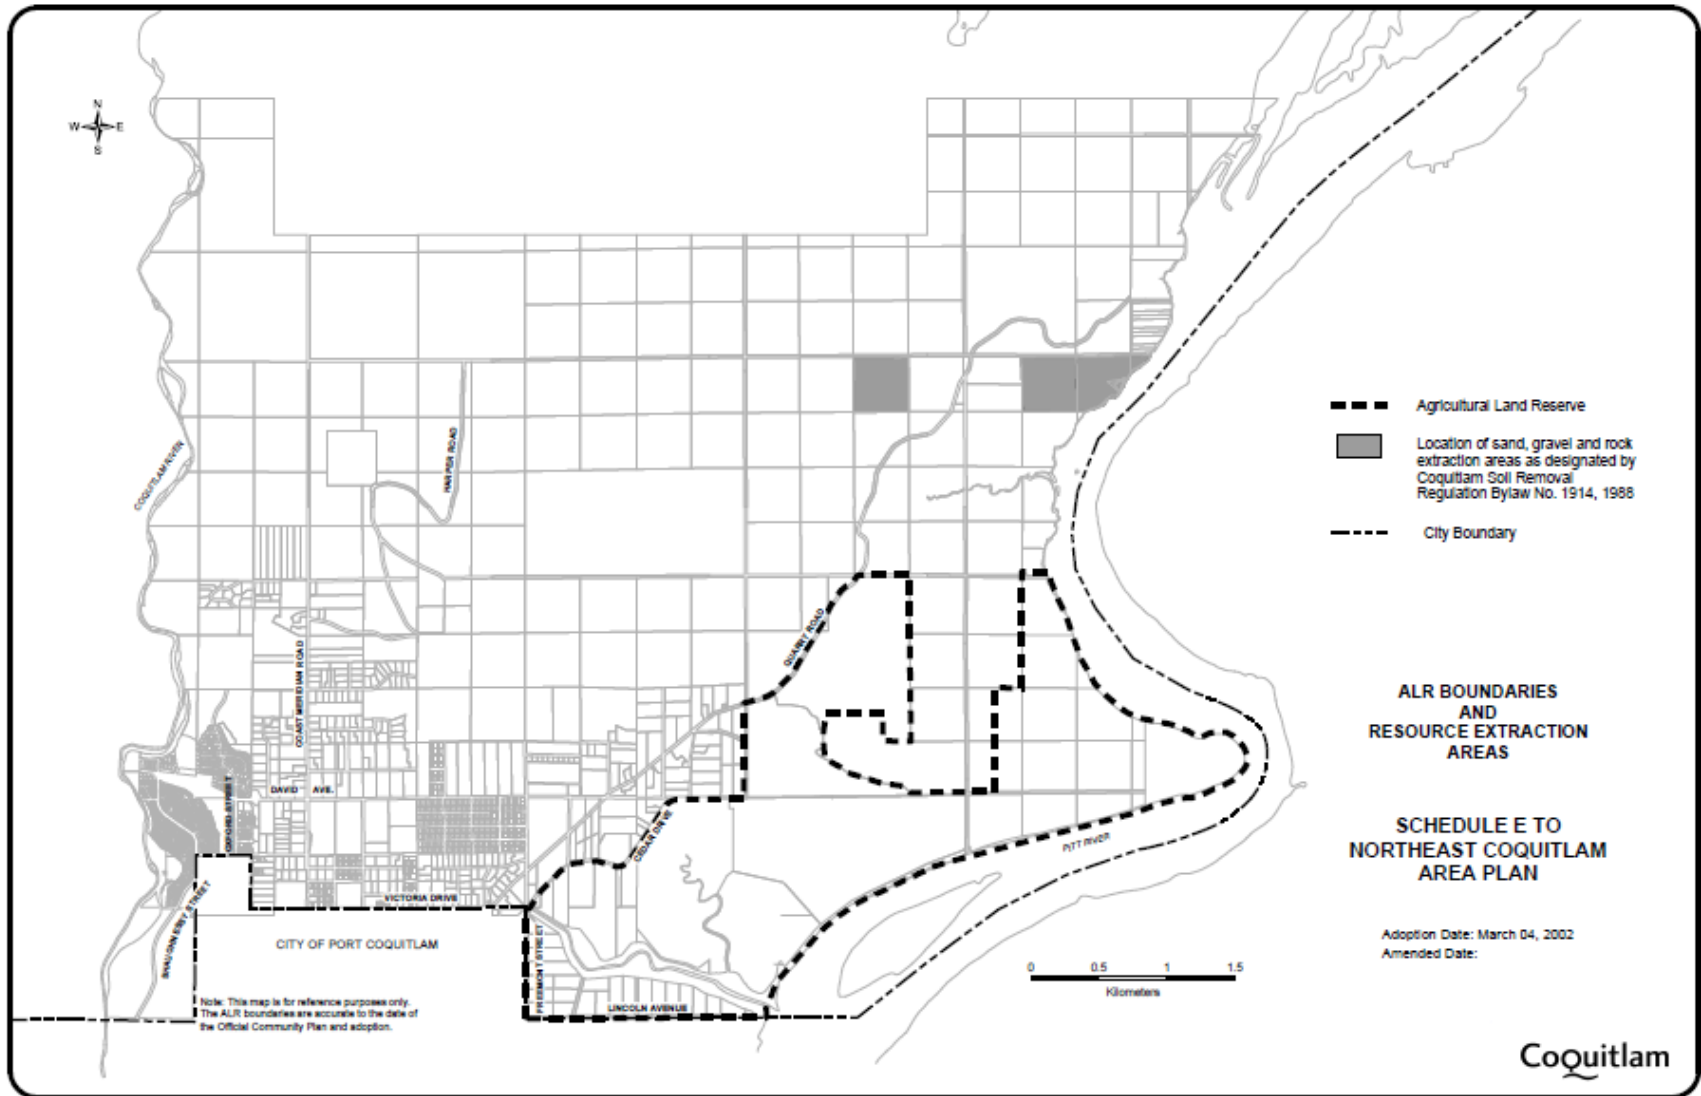 N
W E
S
COQUITLAM RIVER
HARPER ROAD
COAST MERIDIAN ROAD
QUARRY ROAD
OXFORD STREET
DAVID AVE.
CEDAR DRIVE
VICTORIA DRIVE
SHAUGHNESSY STREET
FREMONT STREET
LINCOLN AVENUE
PITT RIVER
CITY OF PORT COQUITLAM
Note: This map is for reference purposes only.
The ALR boundaries are accurate to the date of
the Official Community Plan and adoption.
Agricultural Land Reserve
Location of sand, gravel and rock
extraction areas as designated by
Coquitlam Soil Removal
Regulation Bylaw No. 1914, 1988
City Boundary
ALR BOUNDARIES
AND
RESOURCE EXTRACTION
AREAS
SCHEDULE E TO
NORTHEAST COQUITLAM
AREA PLAN
Adoption Date: March 04, 2002
Amended Date:
0 0.5 1 1.5
Kilometers
CoQuitlam